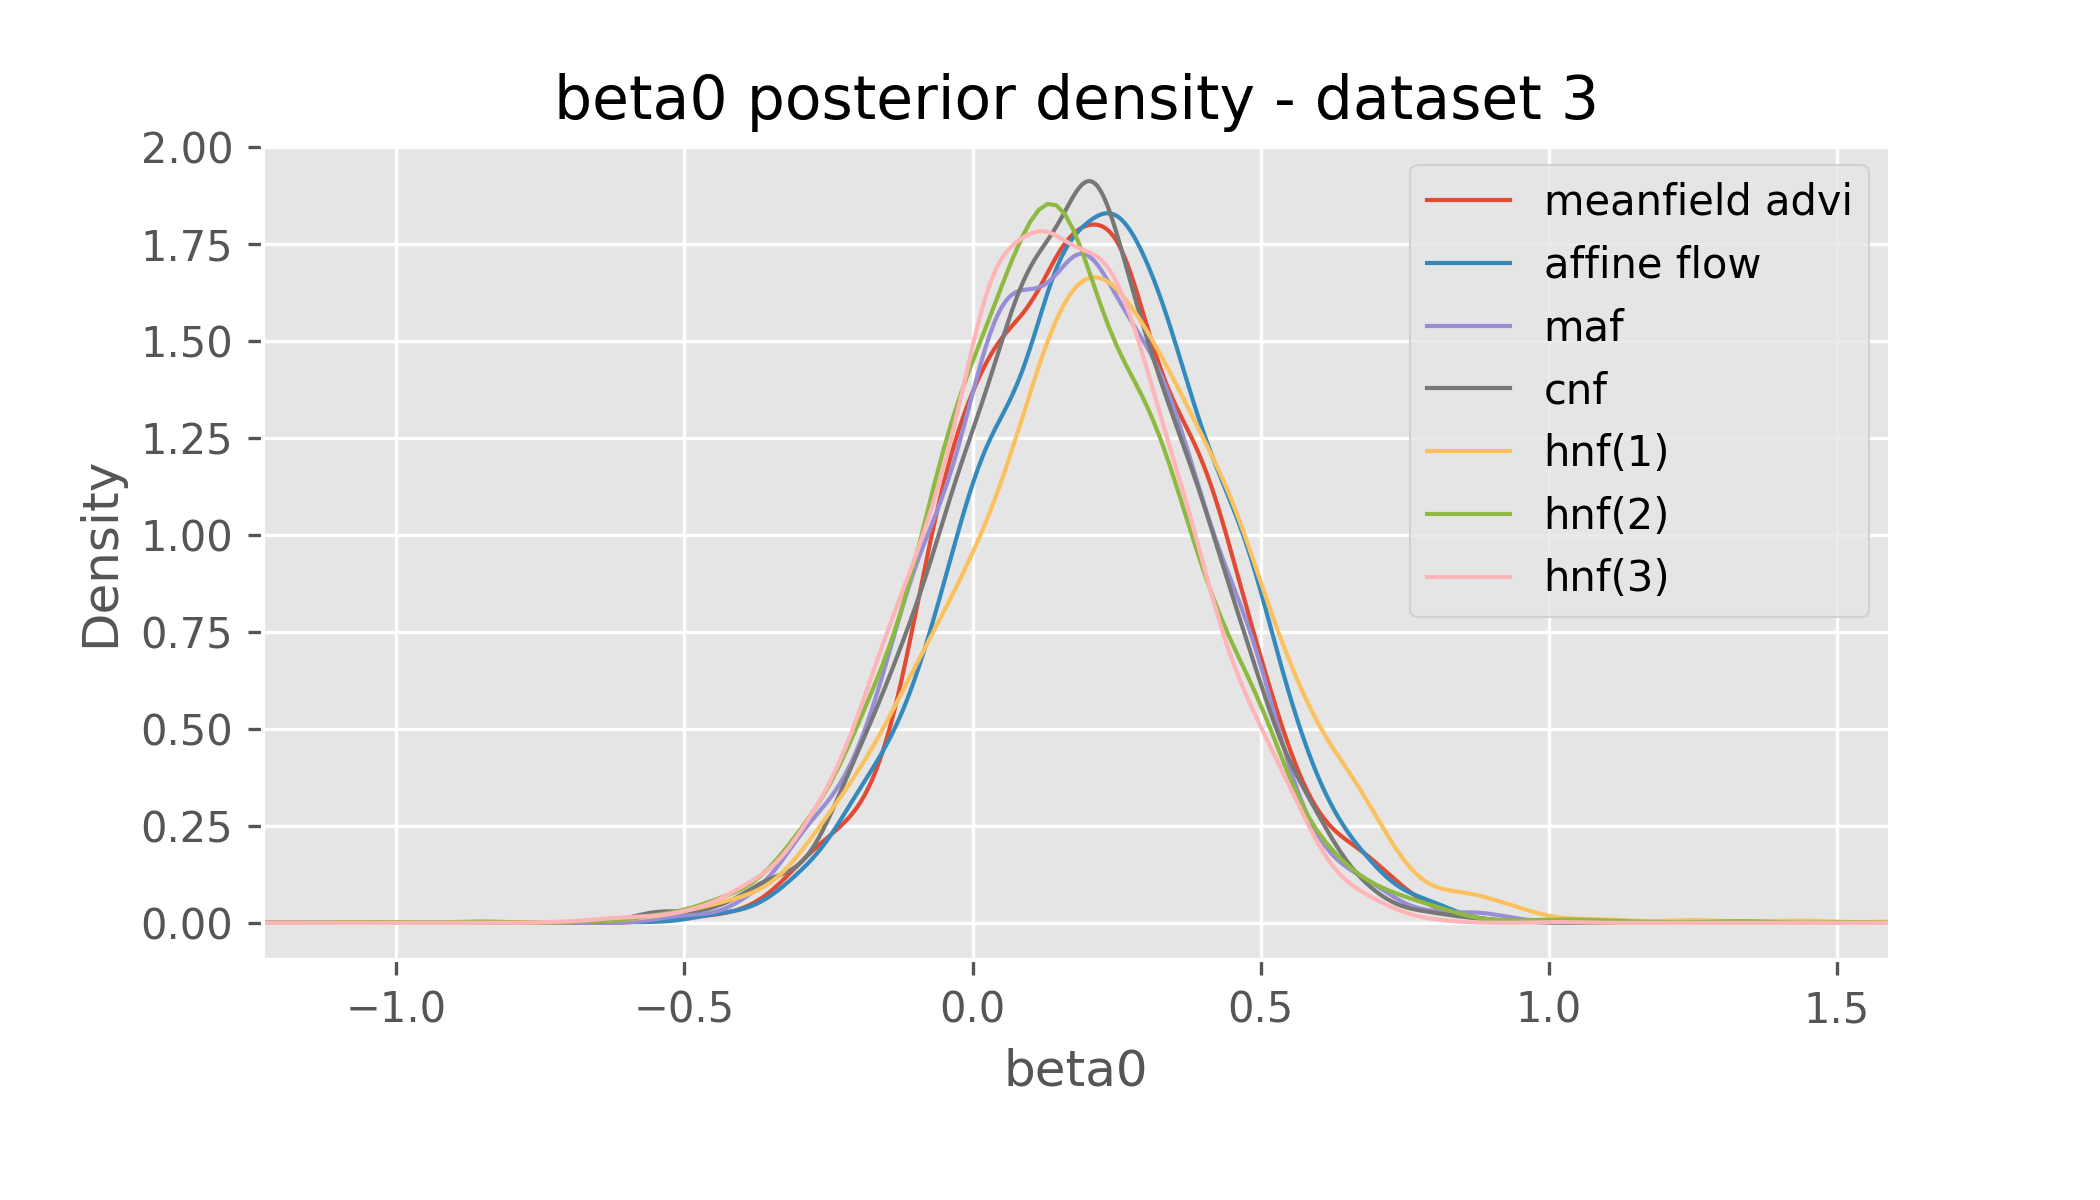 beta0 posterior density - dataset 3
2.00
1.75
1.50
1.25
1.00
0.75
0.50
0.25
0.00
Density
meanfield advi
affine flow
maf
cnf
hnf(1)
hnf(2)
hnf(3)
−1.0 −0.5 0.0 0.5 1.0 1.5
beta0